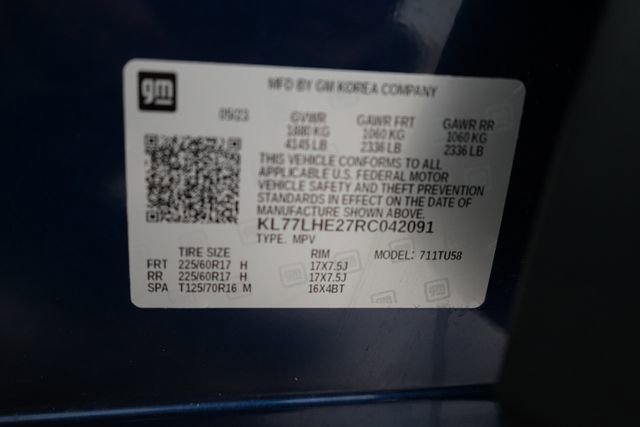 gm
MFD BY GM KOREA COMPANY
05/23
GVWR GAWR FRT GAWR RR
1880 KG 1060 KG 1060 KG
4145 LB 2336 LB 2336 LB
THIS VEHICLE CONFORMS TO ALL
APPLICABLE U.S. FEDERAL MOTOR
VEHICLE SAFETY AND THEFT PREVENTION
STANDARDS IN EFFECT ON THE DATE OF
MANUFACTURE SHOWN ABOVE.
KL77LHE27RC042091
TYPE: MPV
TIRE SIZE RIM MODEL: 711TU58
FRT 225/60R17 H 17X7.5J
RR 225/60R17 H 17X7.5J
SPA T125/70R16 M 16X4BT